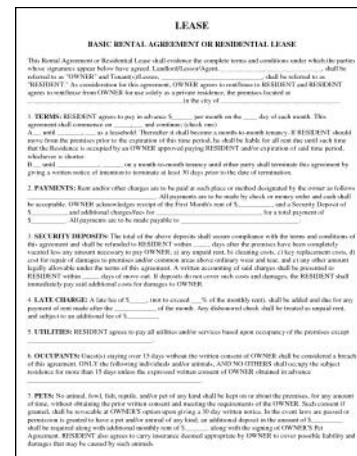 LEASE
BASIC RENTAL AGREEMENT OR RESIDENTIAL LEASE
This Rental Agreement or Residential Lease shall evidence the complete terms and conditions under which the parties
whose signatures appear below have agreed. Landlord/Lessor/Agent, ____________, shall be
referred to as "OWNER" and Tenant(s)/Lessee, ____________, shall be referred to as
"RESIDENT." As consideration for this agreement, OWNER agrees to rent/lease to RESIDENT and RESIDENT
agrees to rent/lease from OWNER for use solely as a private residence, the premises located at
____________ in the city of ____________.
1. TERMS: RESIDENT agrees to pay in advance $______ per month on the ____ day of each month. This
agreement shall commence on ______, ____ and continue; (check one)
A.__ until ______, ____ as a leasehold. Thereafter it shall become a month-to-month tenancy. If RESIDENT should
move from the premises prior to the expiration of this time period, he shall be liable for all rent due until such time
that the Residence is occupied by an OWNER approved paying RESIDENT and/or expiration of said time period,
whichever is shorter.
B.__ until ______, ____ on a month-to-month tenancy until either party shall terminate this agreement by
giving a written notice of intention to terminate at least 30 days prior to the date of termination.
2. PAYMENTS: Rent and/or other charges are to be paid at such place or method designated by the owner as follows
____________. All payments are to be made by check or money order and cash shall
be acceptable. OWNER acknowledges receipt of the First Month's rent of $______, and a Security Deposit of
$______, and additional charges/fees for ____________, for a total payment of
$______. All payments are to be made payable to ____________.
3. SECURITY DEPOSITS: The total of the above deposits shall secure compliance with the terms and conditions of
this agreement and shall be refunded to RESIDENT within ____ days after the premises have been completely
vacated less any amount necessary to pay OWNER; a) any unpaid rent, b) cleaning costs, c) key replacement costs, d)
cost for repair of damages to premises and/or common areas above ordinary wear and tear, and e) any other amount
legally allowable under the terms of this agreement. A written accounting of said charges shall be presented to
RESIDENT within ____ days of move-out. If deposits do not cover such costs and damages, the RESIDENT shall
immediately pay said additional costs for damages to OWNER.
4. LATE CHARGE: A late fee of $____, (not to exceed __% of the monthly rent), shall be added and due for any
payment of rent made after the ______ of the month. Any dishonored check shall be treated as unpaid rent,
and subject to an additional fee of $______.
5. UTILITIES: RESIDENT agrees to pay all utilities and/or services based upon occupancy of the premises except
____________.
6. OCCUPANTS: Guest(s) staying over 15 days without the written consent of OWNER shall be considered a breach
of this agreement. ONLY the following individuals and/or animals, AND NO OTHERS shall occupy the subject
residence for more than 15 days unless the expressed written consent of OWNER obtained in advance
____________.
7. PETS: No animal, fowl, fish, reptile, and/or pet of any kind shall be kept on or about the premises, for any amount
of time, without obtaining the prior written consent and meeting the requirements of the OWNER. Such consent if
granted, shall be revocable at OWNER'S option upon giving a 30 day written notice. In the event laws are passed or
permission is granted to have a pet and/or animal of any kind, an additional deposit in the amount of $______
shall be required along with additional monthly rent of $______ along with the signing of OWNER'S Pet
Agreement. RESIDENT also agrees to carry insurance deemed appropriate by OWNER to cover possible liability and
damages that may be caused by such animals.